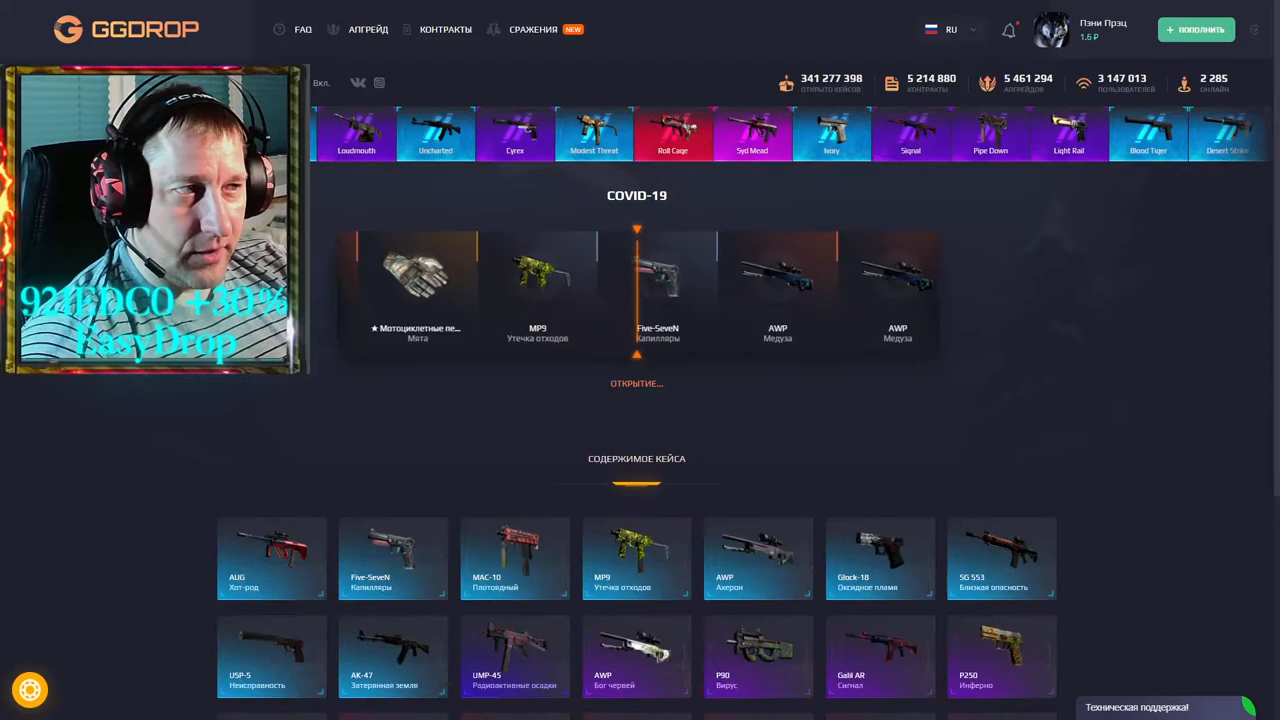 GGDROP
FAQ
АПГРЕЙД
КОНТРАКТЫ
СРАЖЕНИЯ NEW
RU
Пэни Прэц
1.6 ₽
+ ПОПОЛНИТЬ
Вкл.
341 277 398
ОТКРЫТО КЕЙСОВ
5 214 880
КОНТРАКТЫ
5 461 294
АПГРЕЙДОВ
3 147 013
ПОЛЬЗОВАТЕЛЕЙ
2 285
ОНЛАЙН
Loudmouth
Uncharted
Cyrex
Modest Threat
Roll Cage
Syd Mead
Ivory
Signal
Pipe Down
Light Rail
Blood Tiger
Desert Strike
COVID-19
★ Мотоциклетные пе...
Мята
MP9
Утечка отходов
Five-SeveN
Капилляры
AWP
Медуза
AWP
Медуза
921EDCO +30%
EasyDrop
ОТКРЫТИЕ...
СОДЕРЖИМОЕ КЕЙСА
AUG
Хот-род
Five-SeveN
Капилляры
MAC-10
Плотоядный
MP9
Утечка отходов
AWP
Ахерон
Glock-18
Оксидное пламя
SG 553
Близкая опасность
USP-S
Неисправность
AK-47
Затерянная земля
UMP-45
Радиоактивные осадки
AWP
Бог червей
P90
Вирус
Galil AR
Сигнал
P250
Инферно
Техническая поддержка!